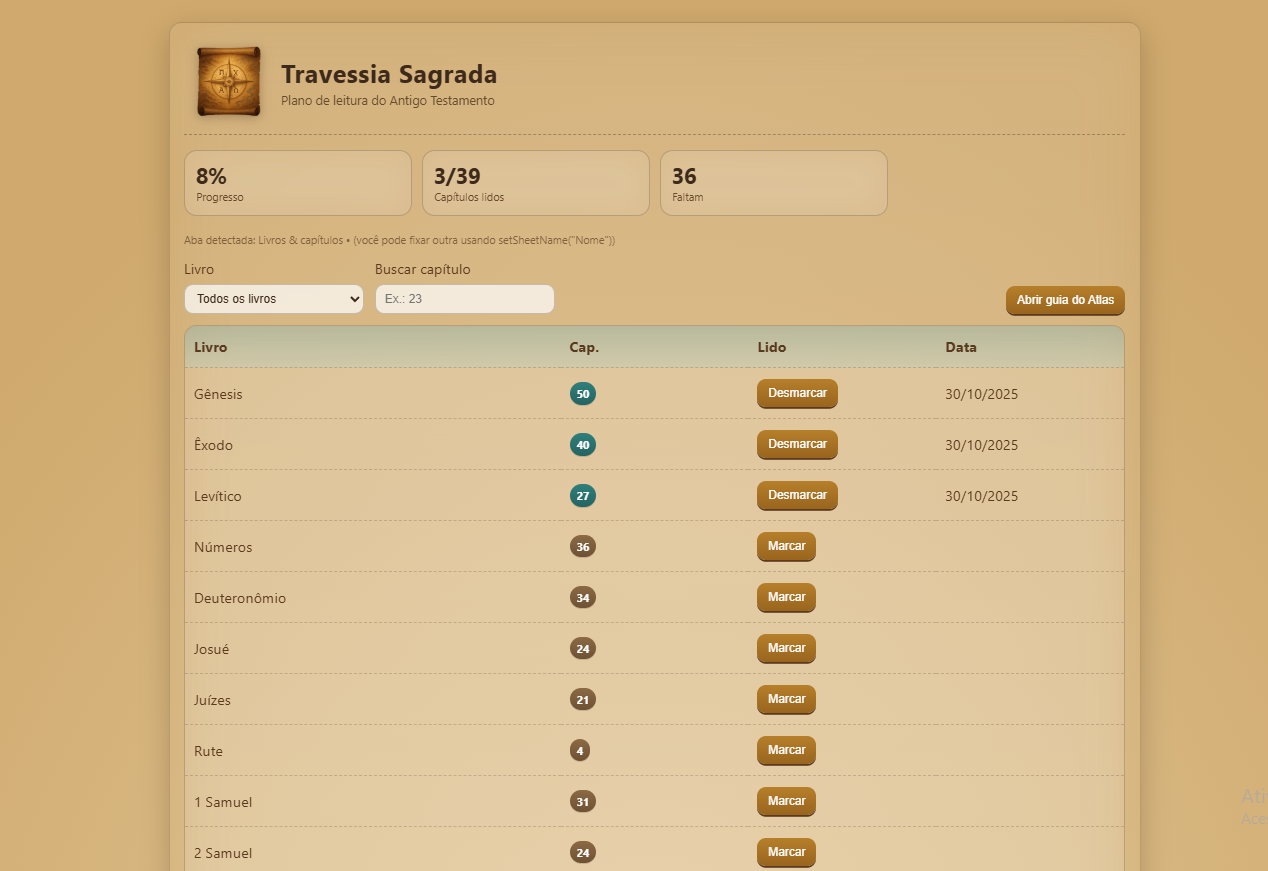 Travessia Sagrada
Plano de leitura do Antigo Testamento
8%
Progresso
3/39
Capítulos lidos
36
Faltam
Aba detectada: Livros & capítulos • (você pode fixar outra usando setSheetName("Nome"))
Livro
Buscar capítulo
Todos os livros
Ex.: 23
Abrir guia do Atlas
Livro Cap. Lido Data
Gênesis 50 Desmarcar 30/10/2025
Êxodo 40 Desmarcar 30/10/2025
Levítico 27 Desmarcar 30/10/2025
Números 36 Marcar
Deuteronômio 34 Marcar
Josué 24 Marcar
Juízes 21 Marcar
Rute 4 Marcar
1 Samuel 31 Marcar
2 Samuel 24 Marcar